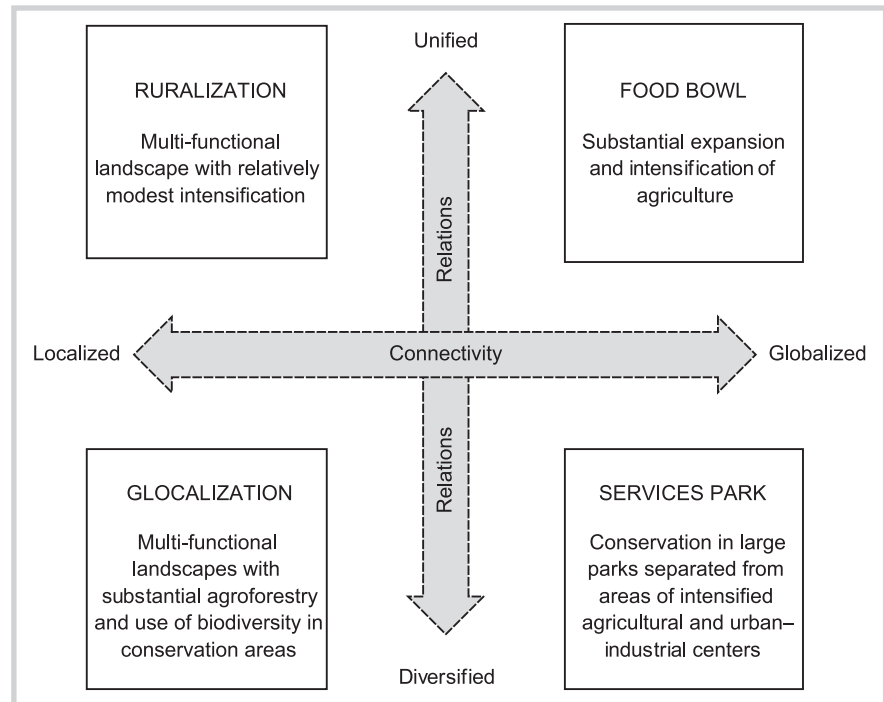 Unified
RURALIZATION
Multi-functional
landscape with relatively
modest intensification
FOOD BOWL
Substantial expansion
and intensification of
agriculture
Relations
Localized
Connectivity
Globalized
Relations
GLOCALIZATION
Multi-functional
landscapes with
substantial agroforestry
and use of biodiversity in
conservation areas
SERVICES PARK
Conservation in large
parks separated from
areas of intensified
agricultural and urban–
industrial centers
Diversified